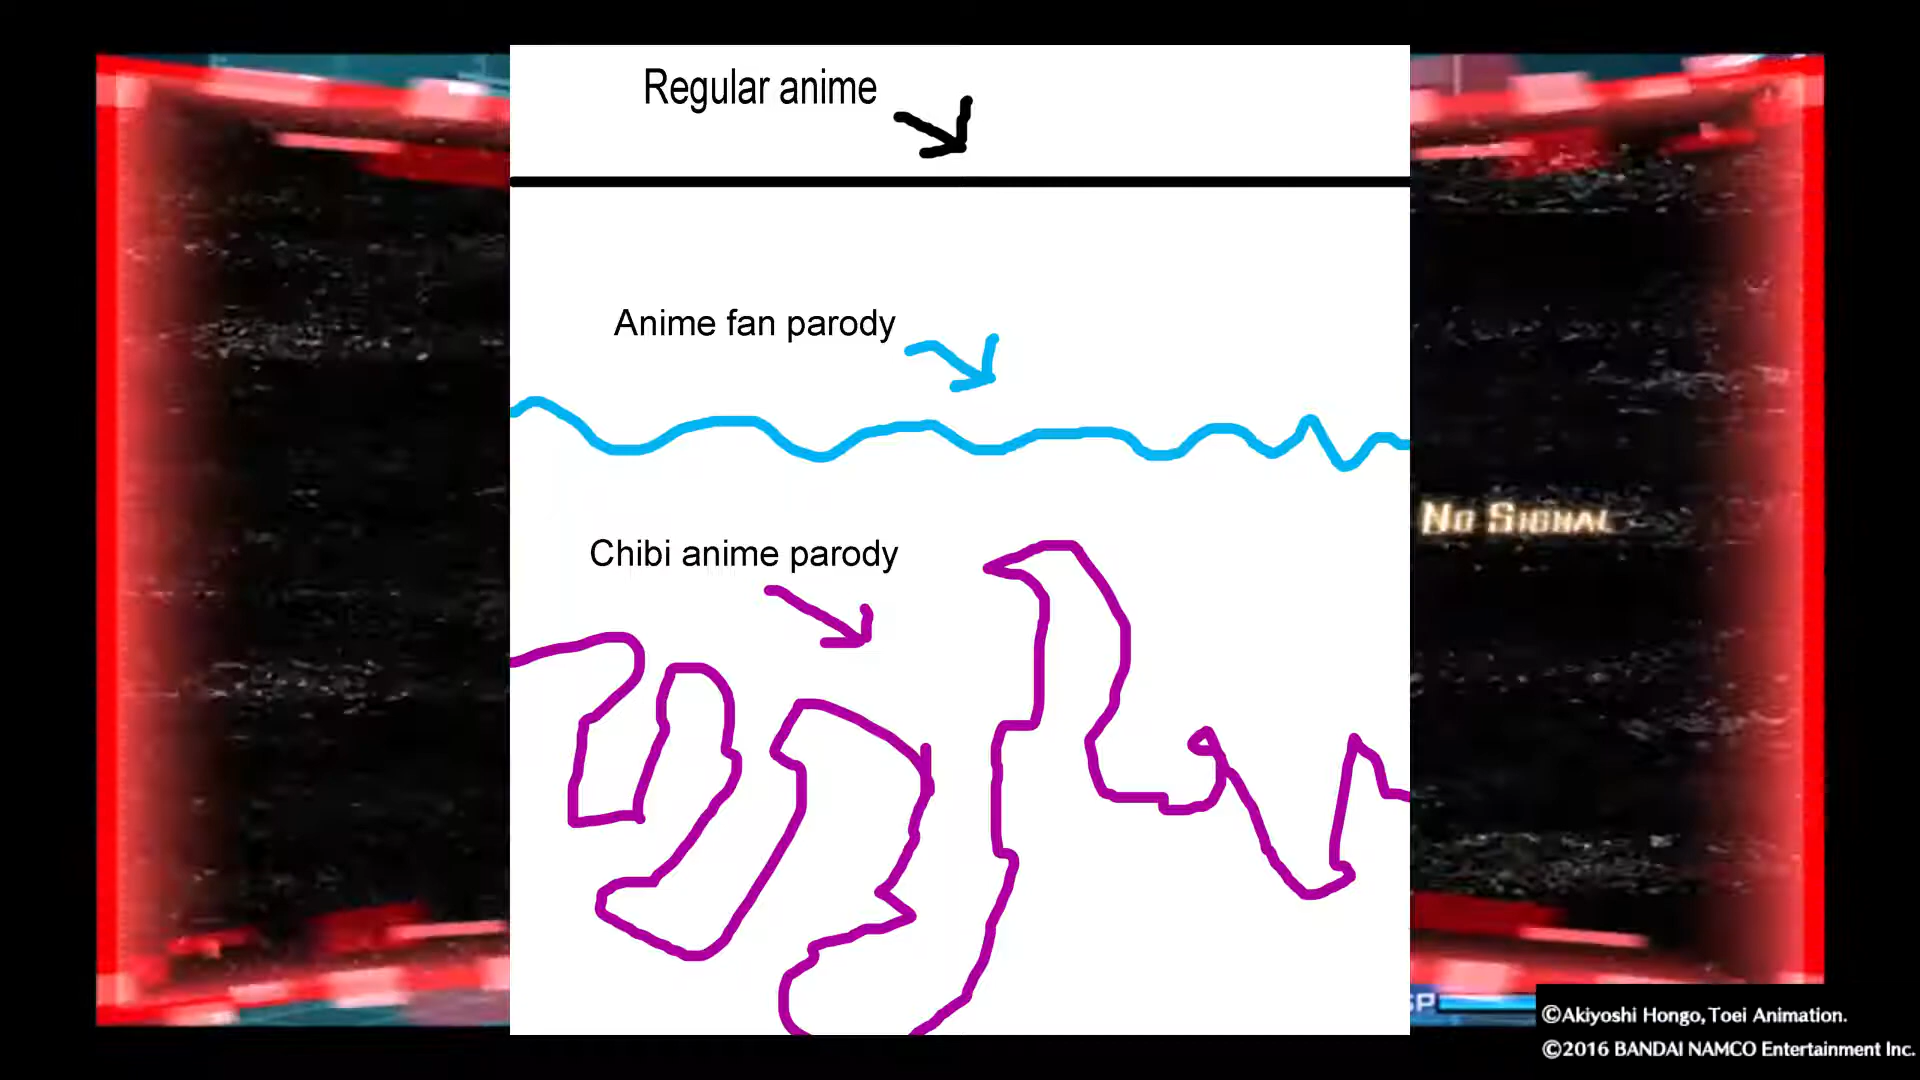 Regular anime
Anime fan parody
Chibi anime parody
No Signal
SP
©Akiyoshi Hongo, Toei Animation.
©2016 BANDAI NAMCO Entertainment Inc.